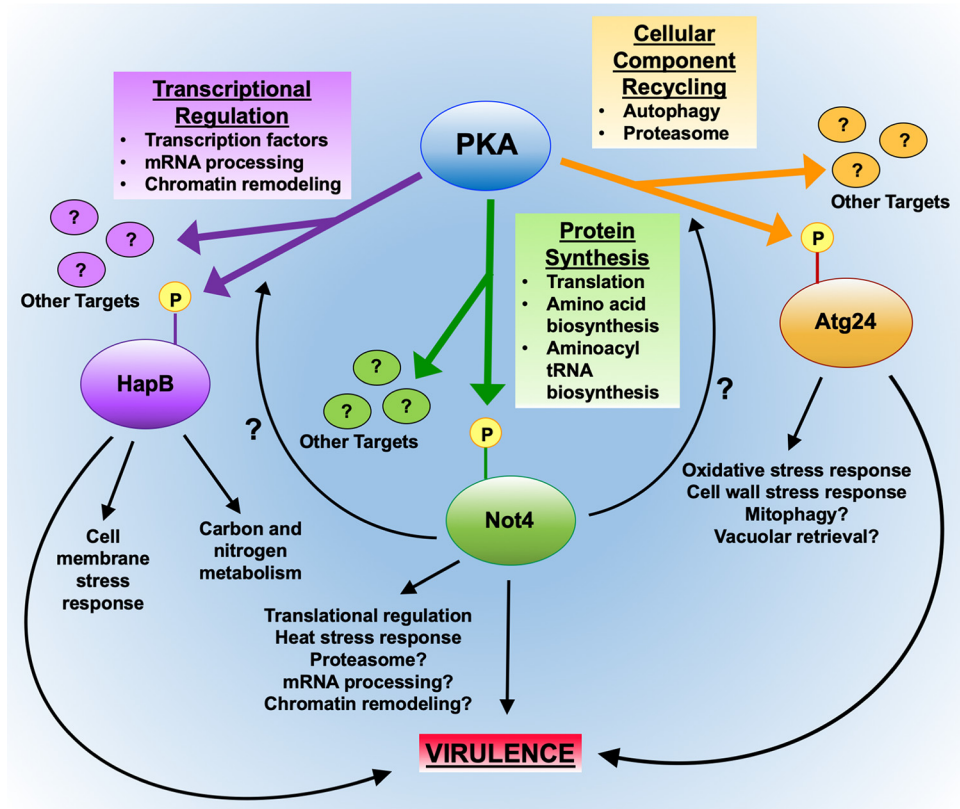 Cellular
Component
Recycling
• Autophagy
• Proteasome
Transcriptional
Regulation
• Transcription factors
• mRNA processing
• Chromatin remodeling
PKA
?
?
?
Other Targets
P
Atg24
?
?
?
Other Targets
P
HapB
Protein
Synthesis
• Translation
• Amino acid
biosynthesis
• Aminoacyl
tRNA
biosynthesis
?
?
?
Other Targets
P
Not4
?
?
Oxidative stress response
Cell wall stress response
Mitophagy?
Vacuolar retrieval?
Cell
membrane
stress
response
Carbon and
nitrogen
metabolism
Translational regulation
Heat stress response
Proteasome?
mRNA processing?
Chromatin remodeling?
VIRULENCE